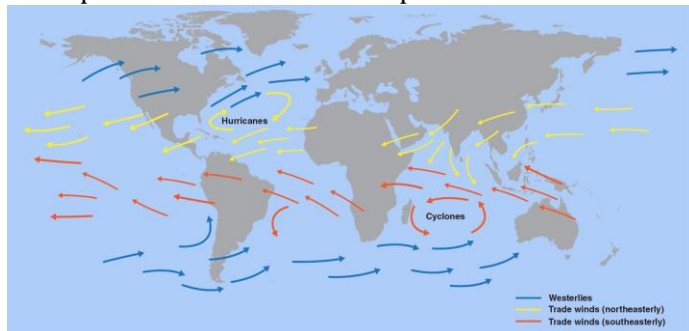 Hurricanes
Cyclones
Westerlies
Trade winds (northeasterly)
Trade winds (southeasterly)